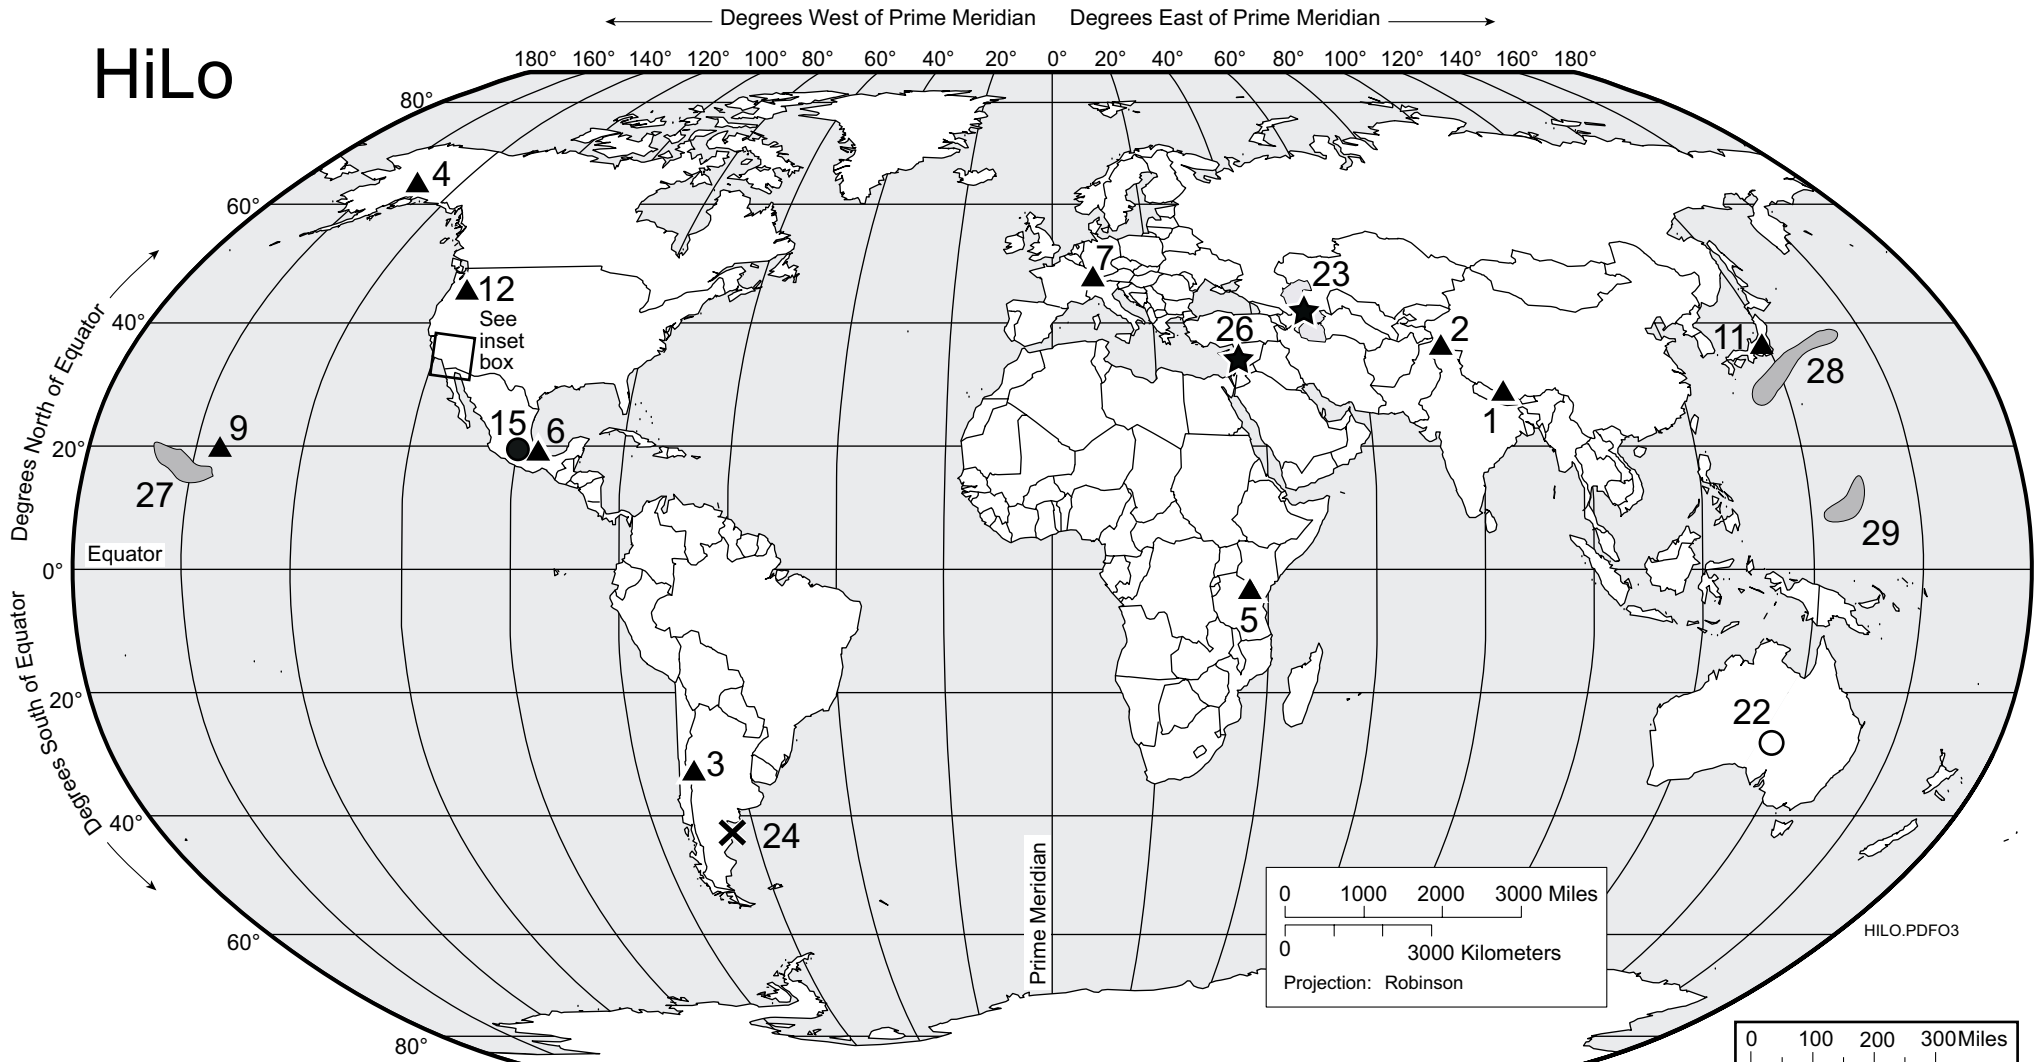 Degrees West of Prime Meridian Degrees East of Prime Meridian
HiLo
180° 160° 140° 120° 100° 80° 60° 40° 20° 0° 20° 40° 60° 80° 100° 120° 140° 160° 180°
80°
4
60°
7
23
12
See
inset
box
40°
26
2
11
28
Degrees North of Equator
15
6
9
1
20°
27
29
Equator
0°
5
Degrees South of Equator
20°
22
3
40°
24
Prime Meridian
0 1000 2000 3000 Miles
0 3000 Kilometers
Projection: Robinson
HILO.PDFO3
60°
80°
0 100 200 300Miles